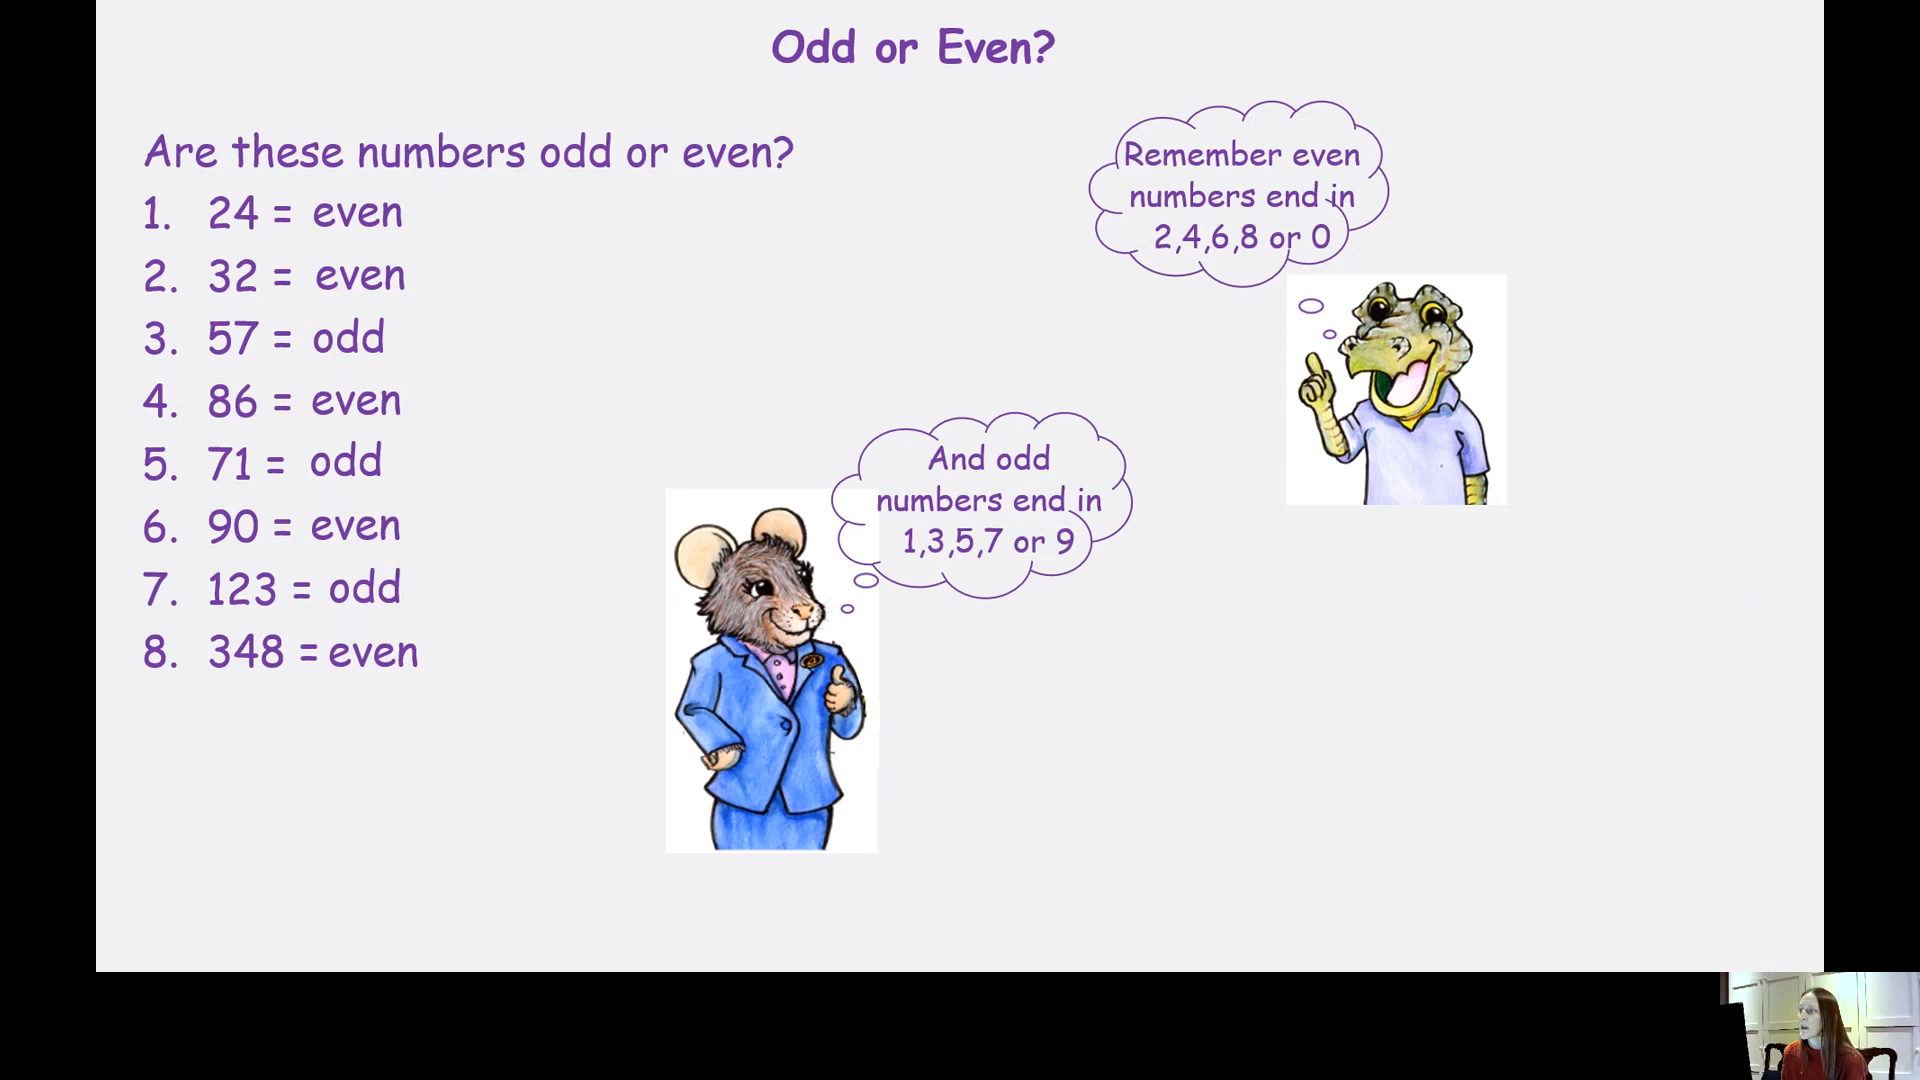 Odd or Even?
Are these numbers odd or even?
1. 24 = even
2. 32 = even
3. 57 = odd
4. 86 = even
5. 71 = odd
6. 90 = even
7. 123 = odd
8. 348 = even
Remember even
numbers end in
2,4,6,8 or 0
And odd
numbers end in
1,3,5,7 or 9